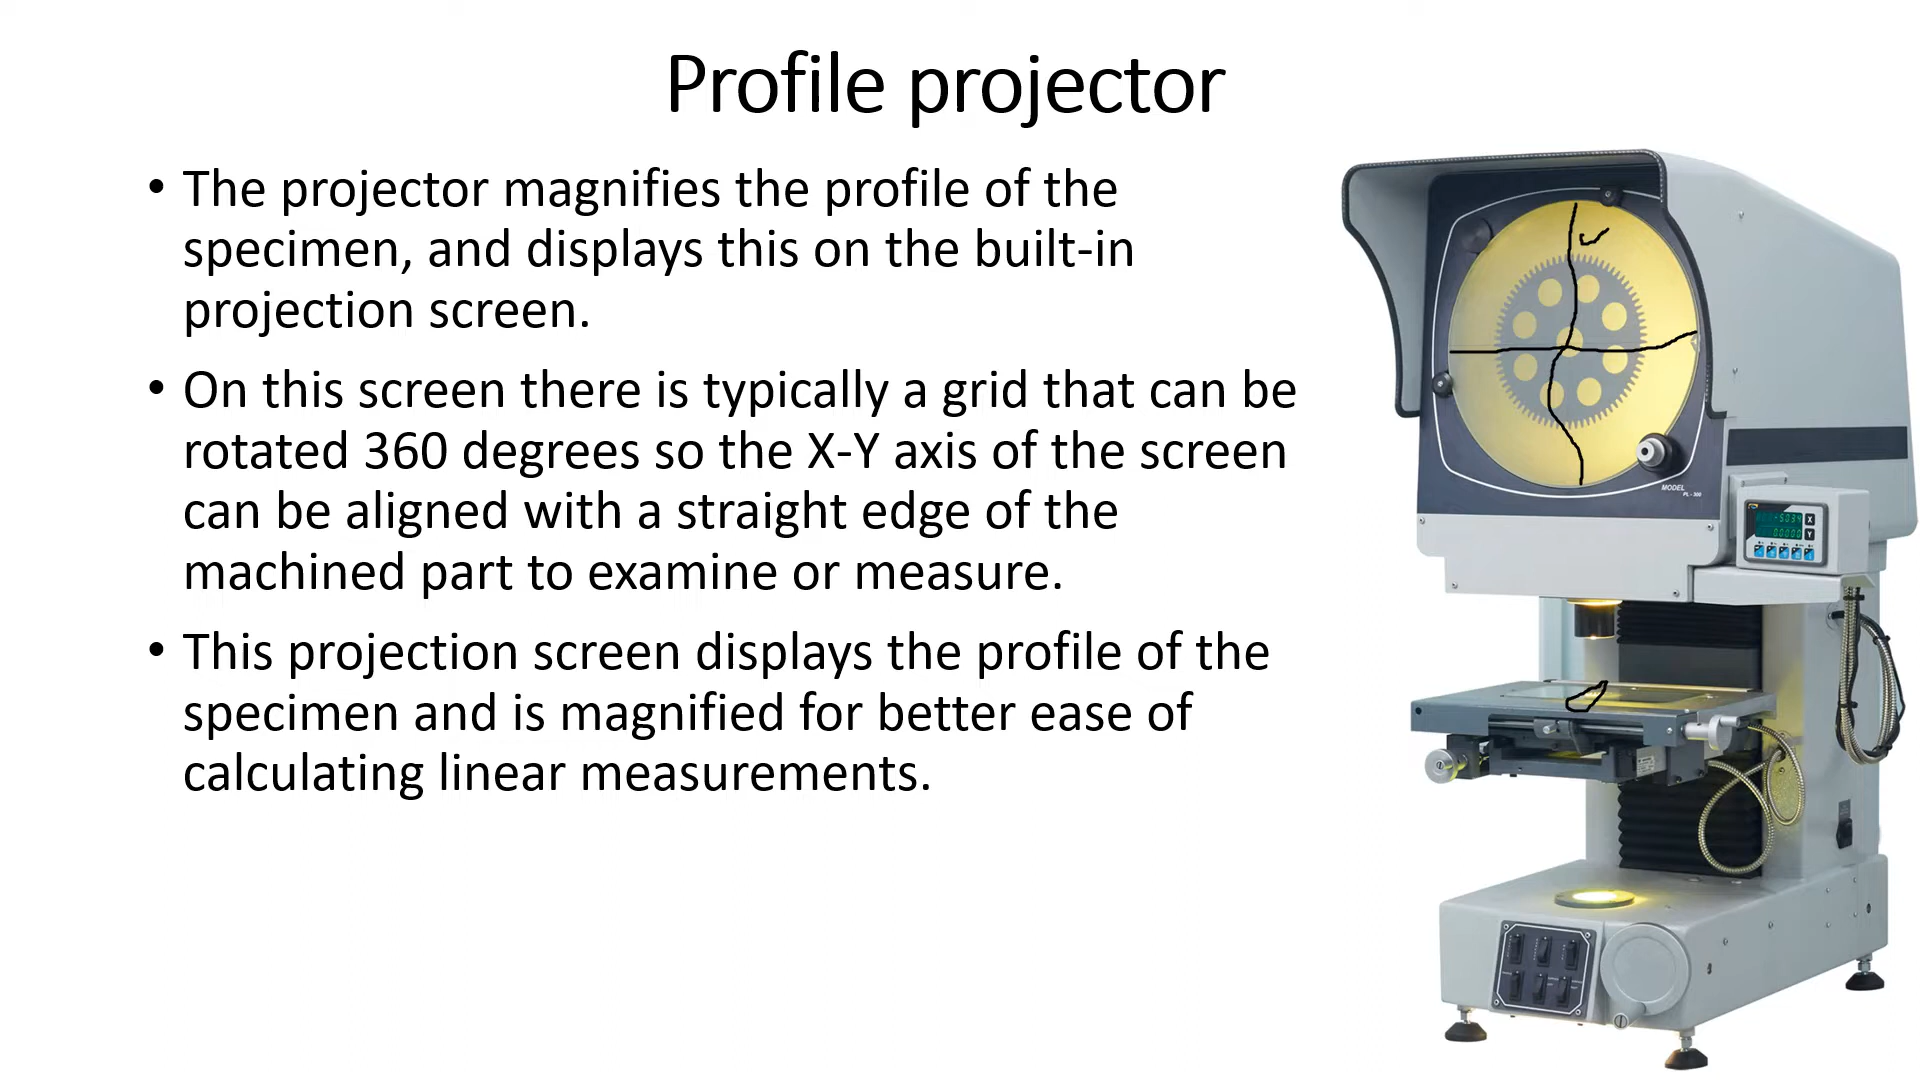 Profile projector
• The projector magnifies the profile of the
specimen, and displays this on the built-in
projection screen.
• On this screen there is typically a grid that can be
rotated 360 degrees so the X-Y axis of the screen
can be aligned with a straight edge of the
machined part to examine or measure.
• This projection screen displays the profile of the
specimen and is magnified for better ease of
calculating linear measurements.
MODEL
PL-300
X
Y